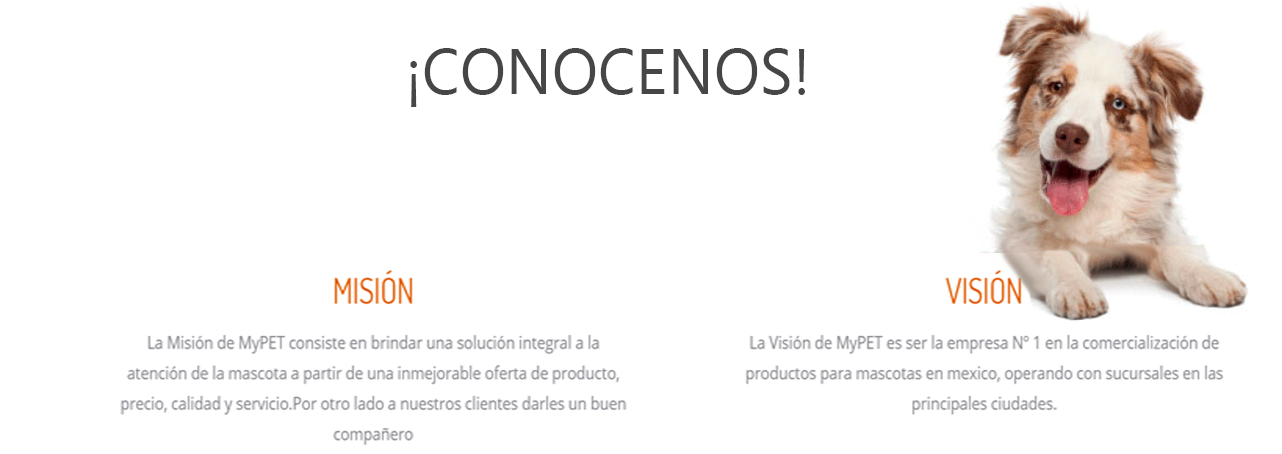 ¡CONOCENOS!
MISIÓN
La Misión de MyPET consiste en brindar una solución integral a la
atención de la mascota a partir de una inmejorable oferta de producto,
precio, calidad y servicio.Por otro lado a nuestros clientes darles un buen
compañero
VISIÓN
La Visión de MyPET es ser la empresa Nº 1 en la comercialización de
productos para mascotas en mexico, operando con sucursales en las
principales ciudades.